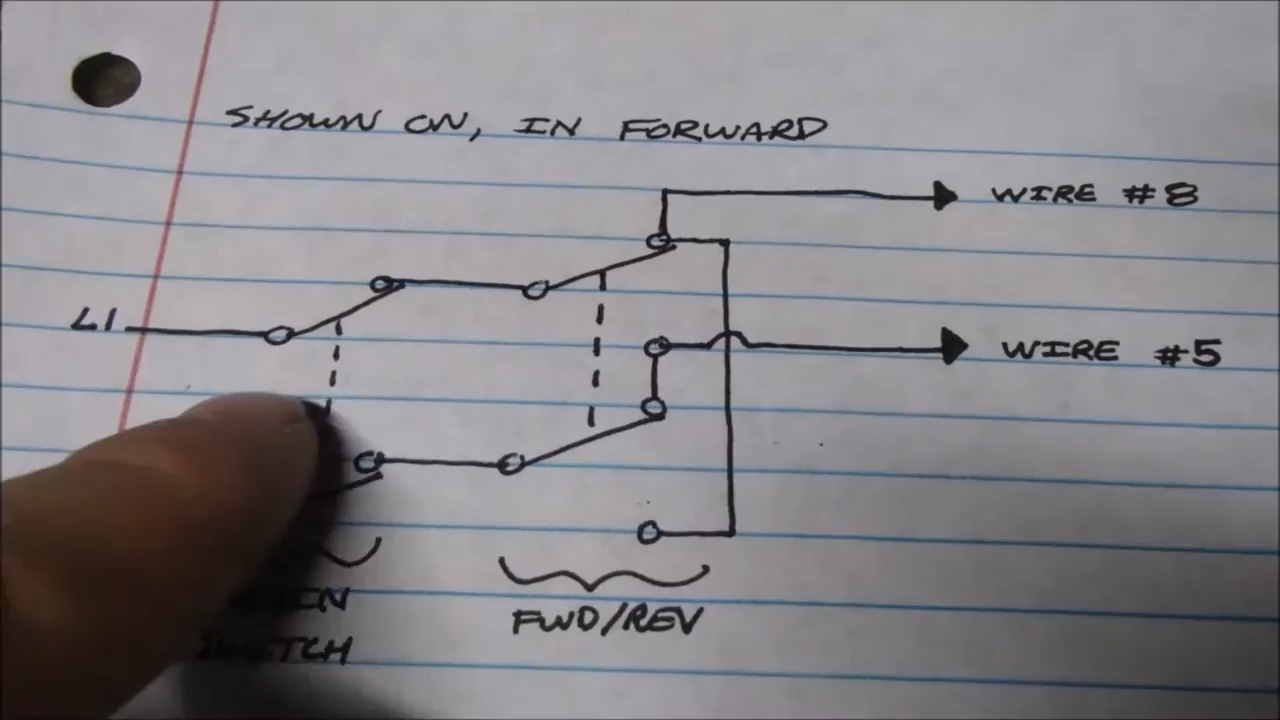 SHOWN ON, IN FORWARD
WIRE #8
L1
WIRE #5
FWD/REV